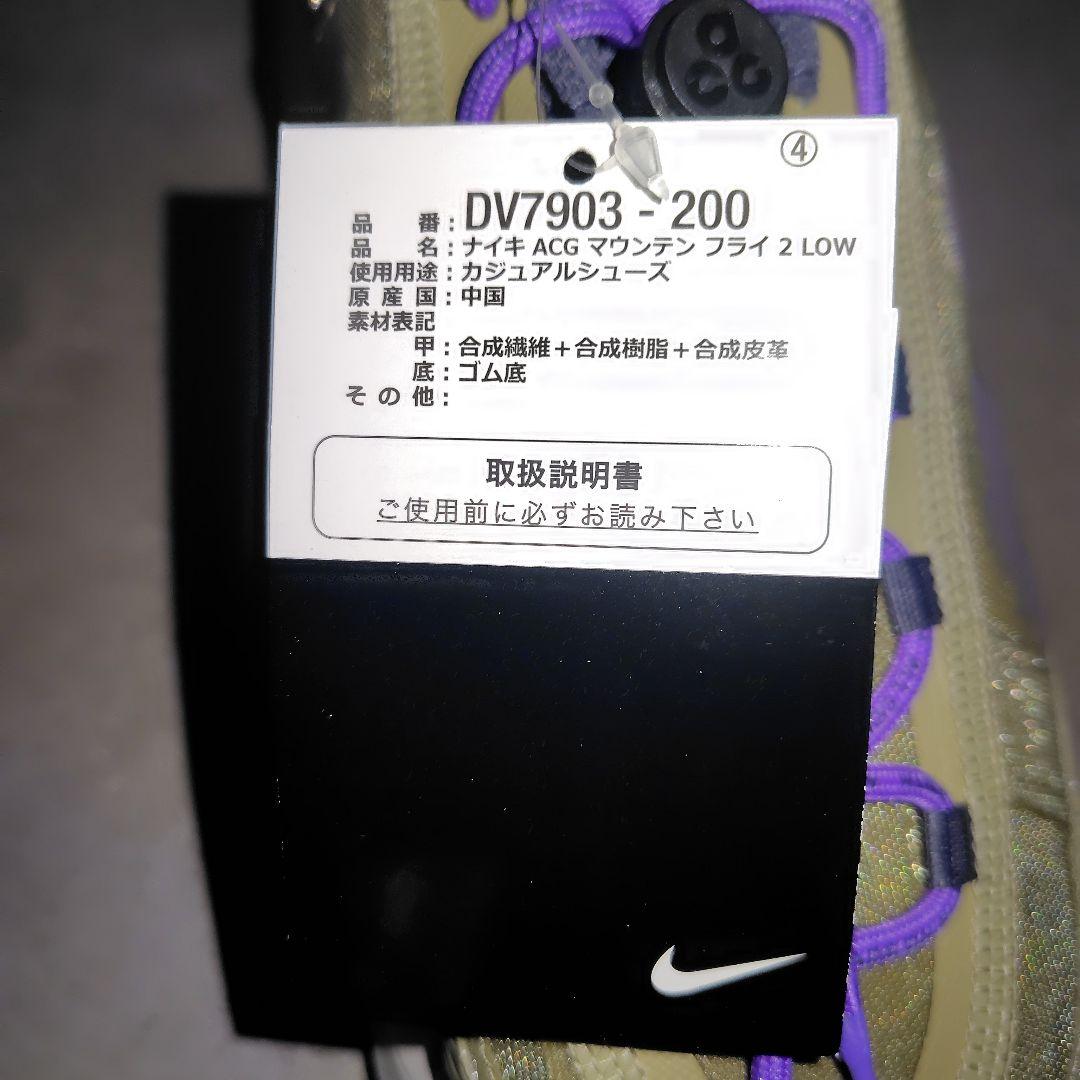 ④
品番：DV7903 - 200
品名：ナイキ ACG マウンテン フライ 2 LOW
使用用途：カジュアルシューズ
原産国：中国
素材表記
甲：合成繊維＋合成樹脂＋合成皮革
底：ゴム底
その他：
取扱説明書
ご使用前に必ずお読み下さい